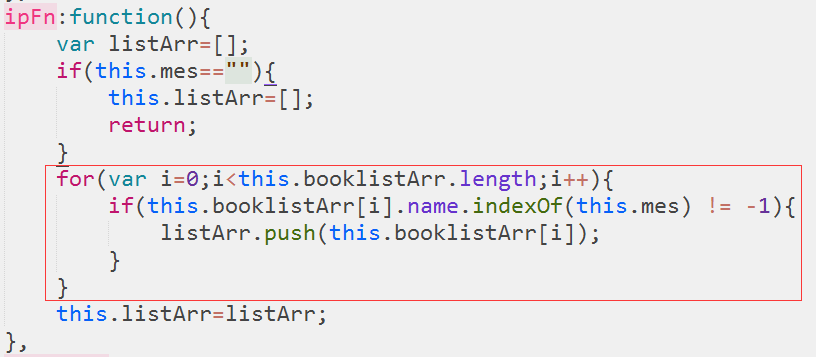 ipFn:function(){
    var listArr=[];
    if(this.mes==""){
        this.listArr=[];
        return;
    }
    for(var i=0;i<this.booklistArr.length;i++){
        if(this.booklistArr[i].name.indexOf(this.mes) != -1){
            listArr.push(this.booklistArr[i]);
        }
    }
    this.listArr=listArr;
},